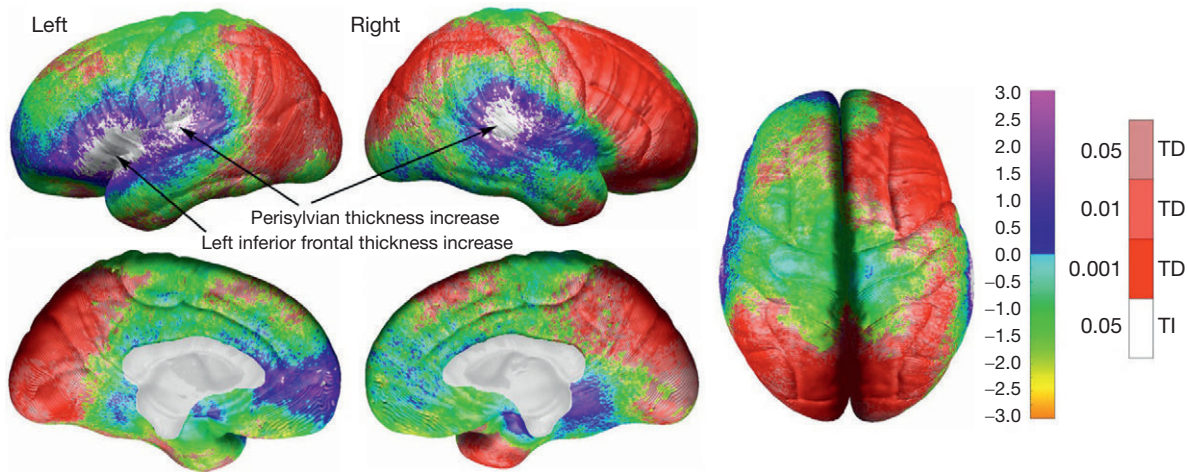 Left
Right
Perisylvian thickness increase
Left inferior frontal thickness increase
3.0
2.5
2.0
1.5
1.0
0.5
0.0
−0.5
−1.0
−1.5
−2.0
−2.5
−3.0
0.05 TD
0.01 TD
0.001 TD
0.05 TI